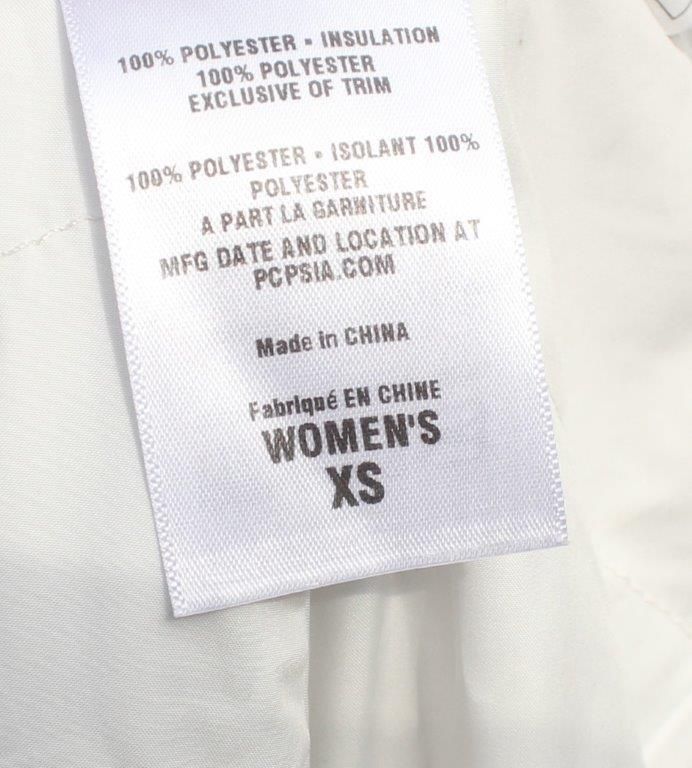 100% POLYESTER • INSULATION
100% POLYESTER
EXCLUSIVE OF TRIM
100% POLYESTER • ISOLANT 100%
POLYESTER
A PART LA GARNITURE
MFG DATE AND LOCATION AT
PCPSIA.COM
Made in CHINA
Fabriqué EN CHINE
WOMEN'S
XS